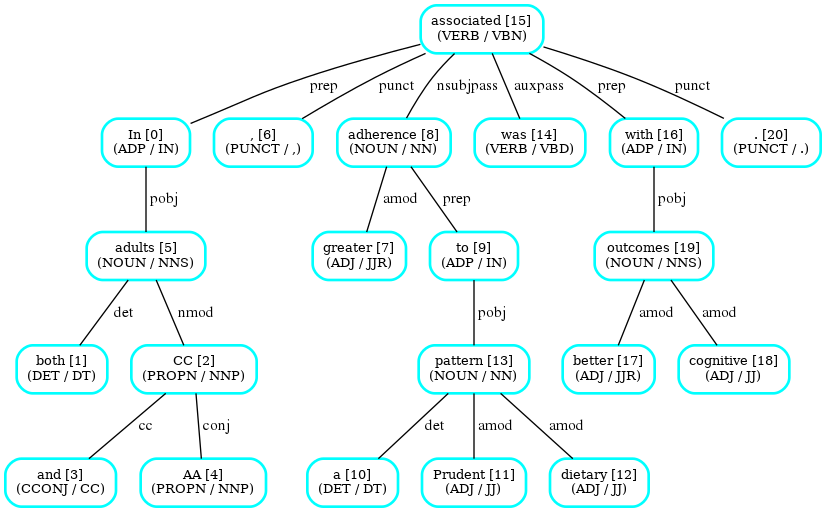 associated [15]
(VERB / VBN)
prep
punct
nsubjpass
auxpass
prep
punct
In [0]
(ADP / IN)
, [6]
(PUNCT / ,)
adherence [8]
(NOUN / NN)
was [14]
(VERB / VBD)
with [16]
(ADP / IN)
. [20]
(PUNCT / .)
pobj
amod
prep
pobj
adults [5]
(NOUN / NNS)
greater [7]
(ADJ / JJR)
to [9]
(ADP / IN)
outcomes [19]
(NOUN / NNS)
det
nmod
pobj
amod
amod
both [1]
(DET / DT)
CC [2]
(PROPN / NNP)
pattern [13]
(NOUN / NN)
better [17]
(ADJ / JJR)
cognitive [18]
(ADJ / JJ)
cc
conj
det
amod
amod
and [3]
(CCONJ / CC)
AA [4]
(PROPN / NNP)
a [10]
(DET / DT)
Prudent [11]
(ADJ / JJ)
dietary [12]
(ADJ / JJ)